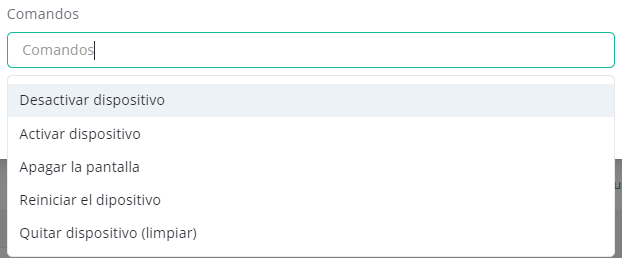 Comandos
Comandos
Desactivar dispositivo
Activar dispositivo
Apagar la pantalla
Reiniciar el dipositivo
Quitar dispositivo (limpiar)